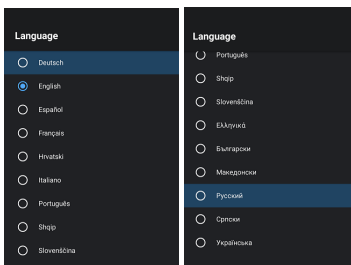 Language
Deutsch
English
Español
Français
Hrvatski
Italiano
Português
Shqip
Slovenščina
Language
Português
Shqip
Slovenščina
Ελληνικά
Български
Македонски
Русский
Српски
Українська